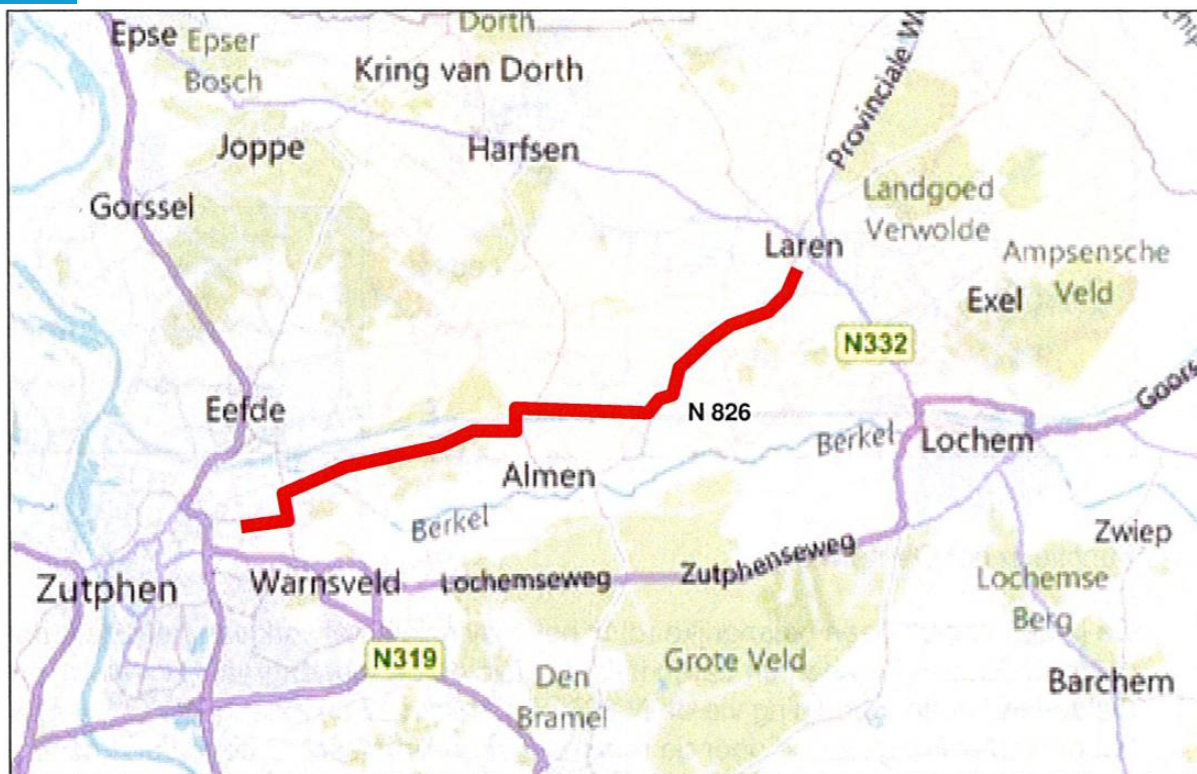 Dorth
Epse
Epser
Bosch
Kring van Dorth
Provinciale W
Joppe
Harfsen
Landgoed
Verwolde
Gorssel
Laren
Ampsensche
Veld
Exel
N332
Eefde
N 826
Goors
Berkel
Lochem
Almen
Berkel
Zwiep
Zutphenseweg
Zutphen
Warnsveld
Lochemseweg
Lochemse
Berg
N319
Grote Veld
Den
Bramel
Barchem